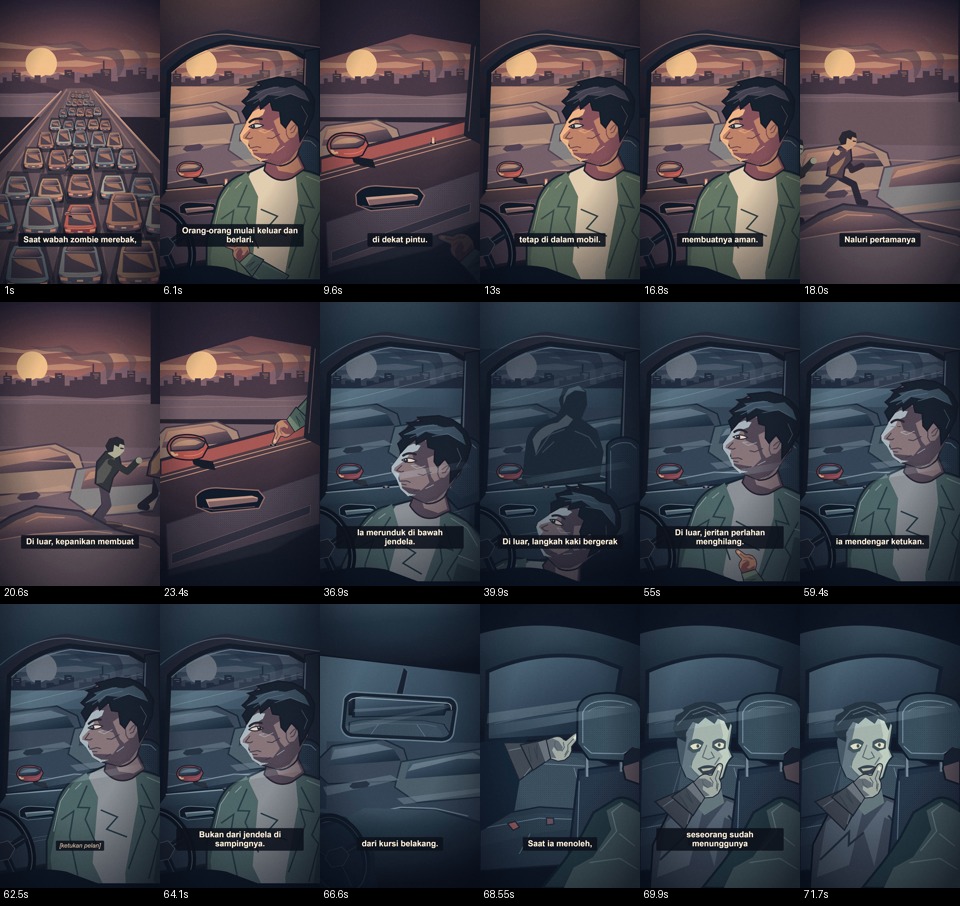 Saat wabah zombie merebak,
Orang-orang mulai keluar dan
berlari.
di dekat pintu.
tetap di dalam mobil.
membuatnya aman.
Naluri pertamanya
1s
6.1s
9.6s
13s
16.8s
18.0s
Di luar, kepanikan membuat
Ia merunduk di bawah
jendela.
Di luar, langkah kaki bergerak
Di luar, jeritan perlahan
menghilang.
ia mendengar ketukan.
20.6s
23.4s
36.9s
39.9s
55s
59.4s
[ketukan pelan]
Bukan dari jendela di
sampingnya.
dari kursi belakang.
Saat ia menoleh,
seseorang sudah
menunggunya
62.5s
64.1s
66.6s
68.55s
69.9s
71.7s